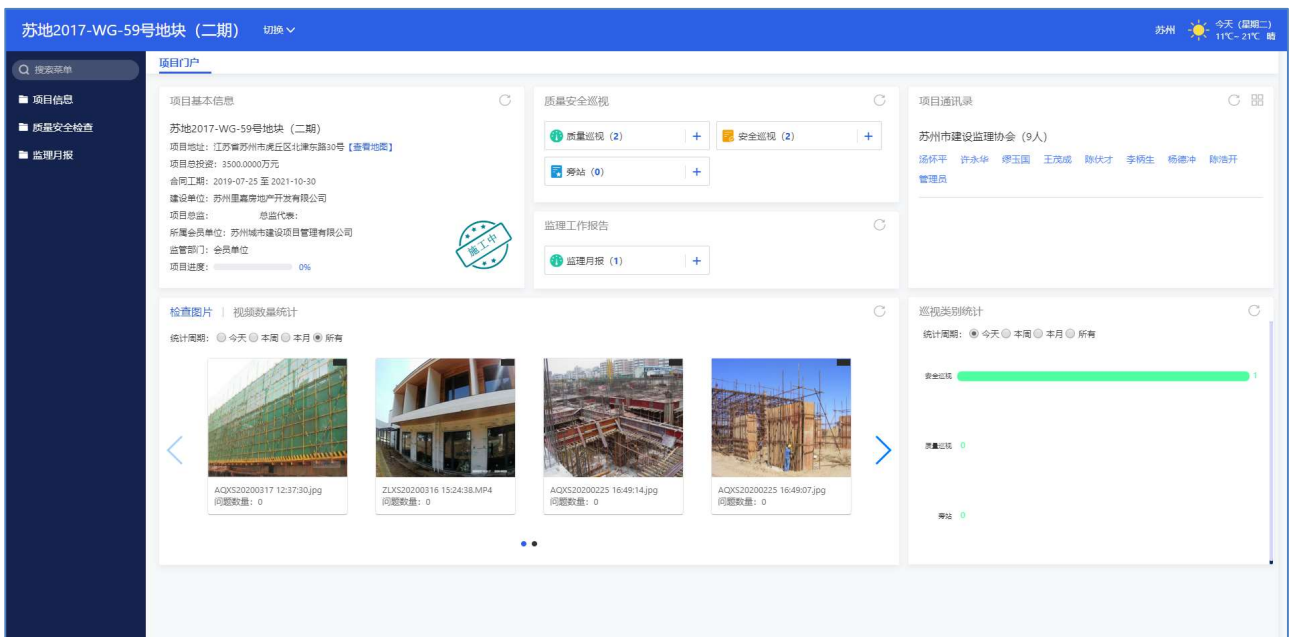 苏地2017-WG-59号地块（二期） 切换
苏州 今天 (星期二)
11℃~21℃ 晴
搜索菜单
项目信息
质量安全检查
监理月报
项目门户
项目基本信息
苏地2017-WG-59号地块（二期）
项目地址：江苏省苏州市虎丘区北津东路30号【查看地图】
项目总投资：3500.0000万元
合同工期：2019-07-25 至 2021-10-30
建设单位：苏州里嘉房地产开发有限公司
项目总监： 总监代表：
所属会员单位：苏州城市建设项目管理有限公司
监管部门：会员单位
项目进度： 0%
施工中
质量安全巡视
质量巡视（2） +
安全巡视（2） +
旁站（0） +
监理工作报告
监理月报（1） +
项目通讯录
苏州市建设监理协会（9人）
汤怀平 许永华 缪玉国 王茂成 陈伏才 李柄生 杨德冲 陈浩开
管理员
检查图片 | 视频数量统计
统计周期： 今天 本周 本月 所有
AQXS20200317 12:37:30.jpg
问题数量：0
ZLXS20200316 15:24:38.MP4
问题数量：0
AQXS20200225 16:49:14.jpg
问题数量：0
AQXS20200225 16:49:07.jpg
问题数量：0
巡视类别统计
统计周期： 今天 本周 本月 所有
安全巡视 1
质量巡视 0
旁站 0